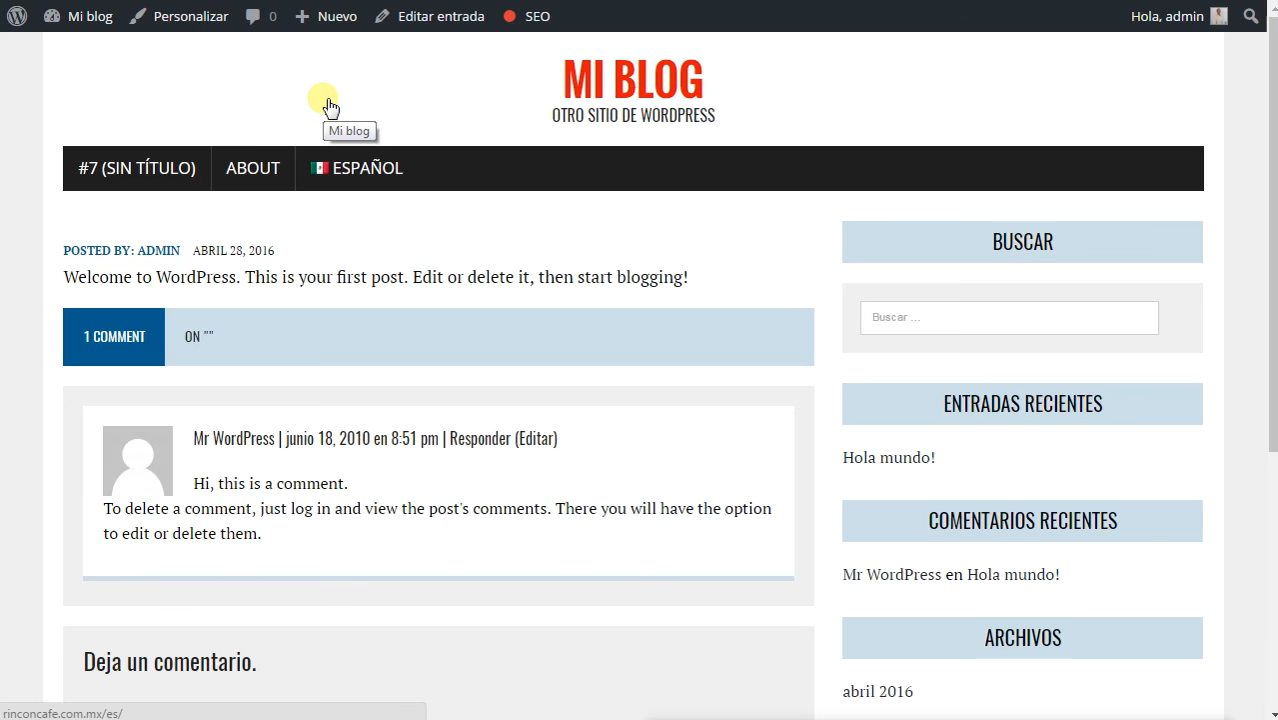 Mi blog Personalizar 0 Nuevo Editar entrada SEO Hola, admin
MI BLOG
OTRO SITIO DE WORDPRESS
Mi blog
#7 (SIN TÍTULO) ABOUT ESPAÑOL
POSTED BY: ADMIN ABRIL 28, 2016
Welcome to WordPress. This is your first post. Edit or delete it, then start blogging!
1 COMMENT ON ""
Mr WordPress | junio 18, 2010 en 8:51 pm | Responder (Editar)
Hi, this is a comment.
To delete a comment, just log in and view the post's comments. There you will have the option
to edit or delete them.
Deja un comentario.
BUSCAR
Buscar ...
ENTRADAS RECIENTES
Hola mundo!
COMENTARIOS RECIENTES
Mr WordPress en Hola mundo!
ARCHIVOS
abril 2016
rinconcafe.com.mx/es/